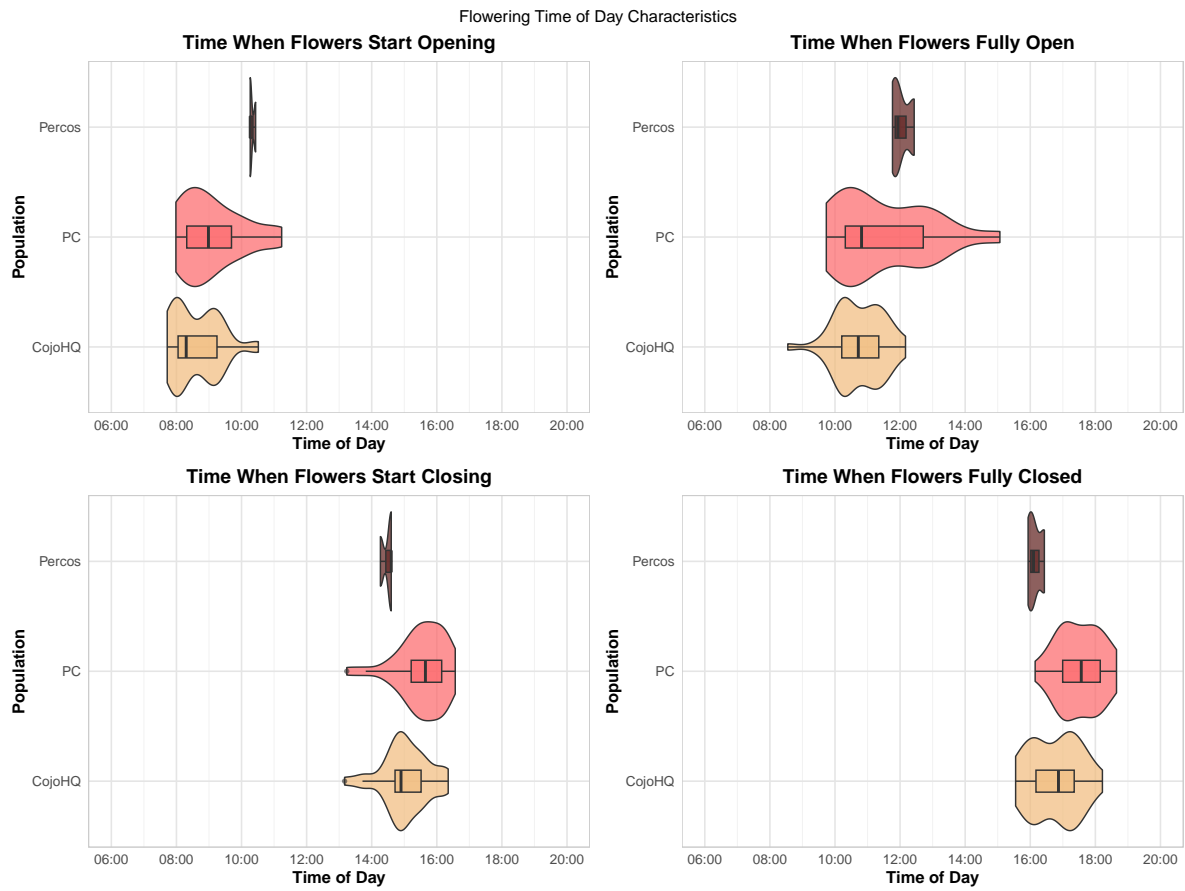 Flowering Time of Day Characteristics
Time When Flowers Start Opening
Population
Percos
PC
CojoHQ
06:00 08:00 10:00 12:00 14:00 16:00 18:00 20:00
Time of Day
Time When Flowers Fully Open
Population
Percos
PC
CojoHQ
06:00 08:00 10:00 12:00 14:00 16:00 18:00 20:00
Time of Day
Time When Flowers Start Closing
Population
Percos
PC
CojoHQ
06:00 08:00 10:00 12:00 14:00 16:00 18:00 20:00
Time of Day
Time When Flowers Fully Closed
Population
Percos
PC
CojoHQ
06:00 08:00 10:00 12:00 14:00 16:00 18:00 20:00
Time of Day